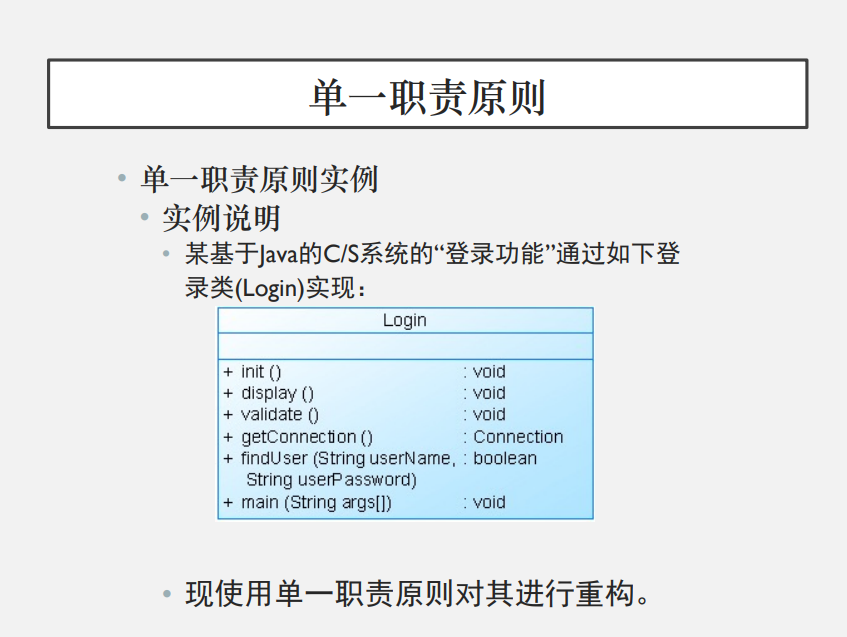 单一职责原则
• 单一职责原则实例
• 实例说明
• 某基于Java的C/S系统的“登录功能”通过如下登
录类(Login)实现：
Login
+ init () : void
+ display () : void
+ validate () : void
+ getConnection () : Connection
+ findUser (String userName, : boolean
String userPassword)
+ main (String args[]) : void
• 现使用单一职责原则对其进行重构。